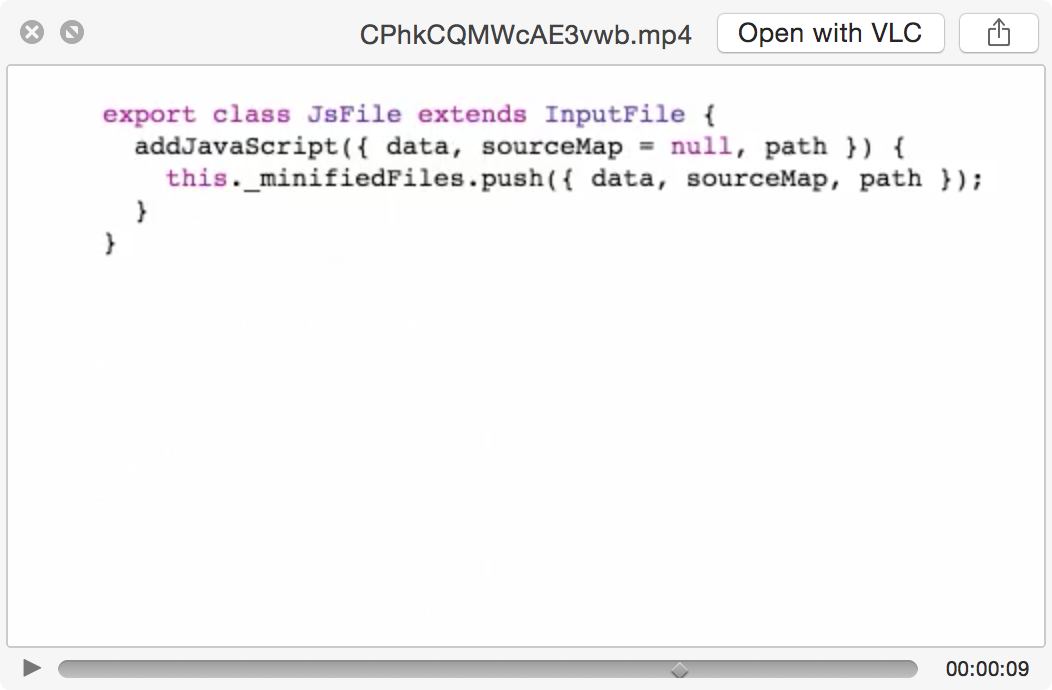 CPhkCQMWcAE3vwb.mp4 Open with VLC
export class JsFile extends InputFile {
  addJavaScript({ data, sourceMap = null, path }) {
    this._minifiedFiles.push({ data, sourceMap, path });
  }
}
00:00:09